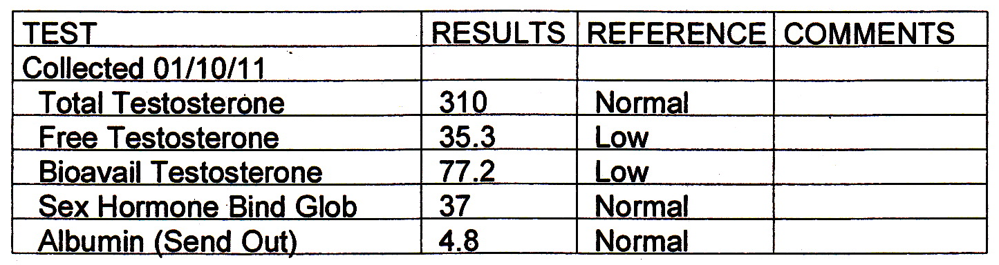 TEST RESULTS REFERENCE COMMENTS
Collected 01/10/11
Total Testosterone 310 Normal
Free Testosterone 35.3 Low
Bioavail Testosterone 77.2 Low
Sex Hormone Bind Glob 37 Normal
Albumin (Send Out) 4.8 Normal